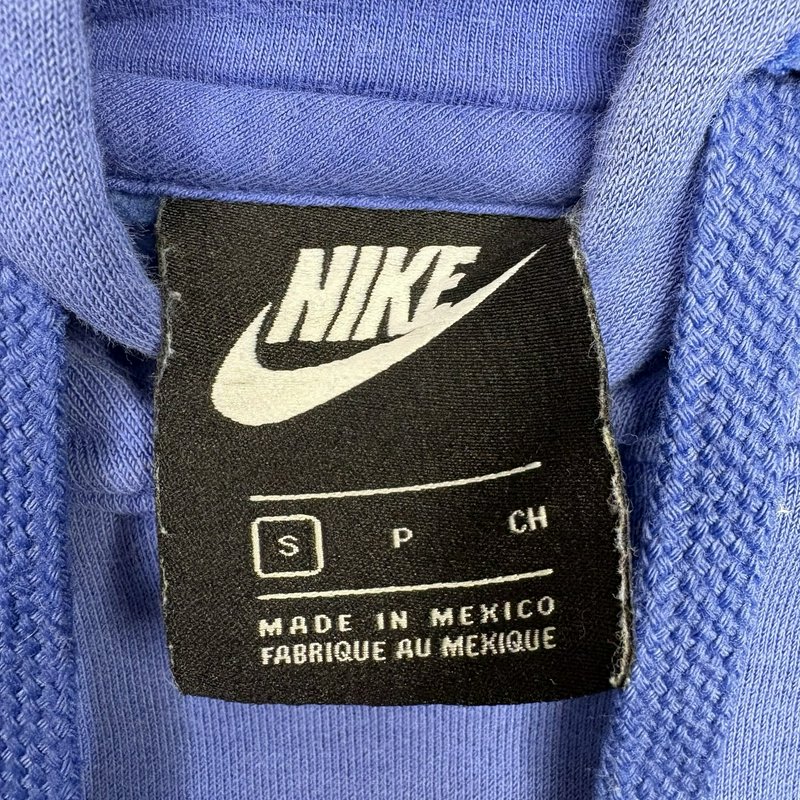 NIKE
S P CH
MADE IN MEXICO
FABRIQUE AU MEXIQUE